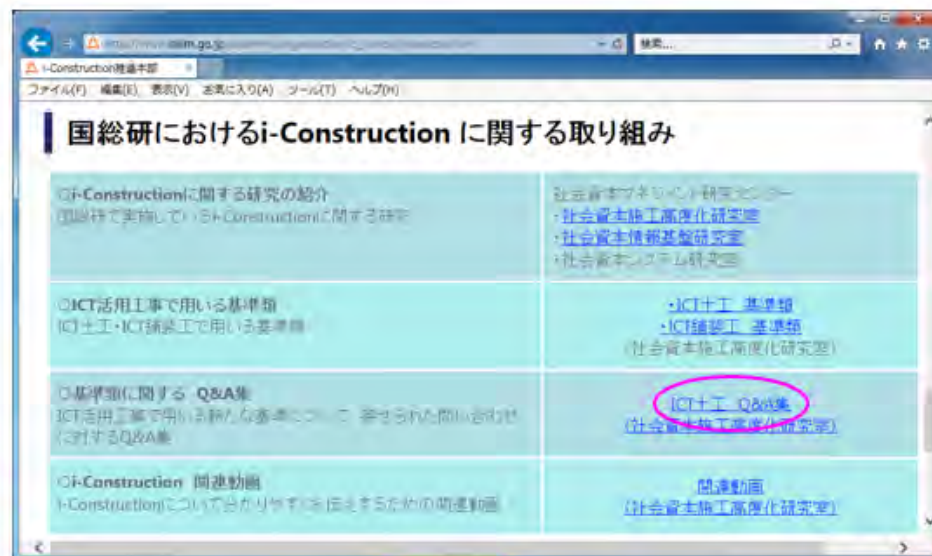 検索...
i-Construction推進本部
ファイル(F) 編集(E) 表示(V) お気に入り(A) ツール(T) ヘルプ(H)
国総研におけるi-Construction に関する取り組み
○i-Constructionに関する研究の紹介
国総研で実施しているi-Constructionに関する研究
社会資本マネジメント研究センター
・社会資本施工高度化研究室
・社会資本情報基盤研究室
・社会資本システム研究室
○ICT活用工事で用いる基準類
ICT土工・ICT舗装工で用いる基準類
・ICT土工 基準類
・ICT舗装工 基準類
(社会資本施工高度化研究室)
○基準類に関する Q&A集
ICT活用工事で用いる新たな基準について 寄せられた問い合わせ
に対するQ&A集
ICT土工 Q&A集
(社会資本施工高度化研究室)
○i-Construction 関連動画
i-Constructionについて分かりやすくお伝えするための関連動画
関連動画
(社会資本施工高度化研究室)